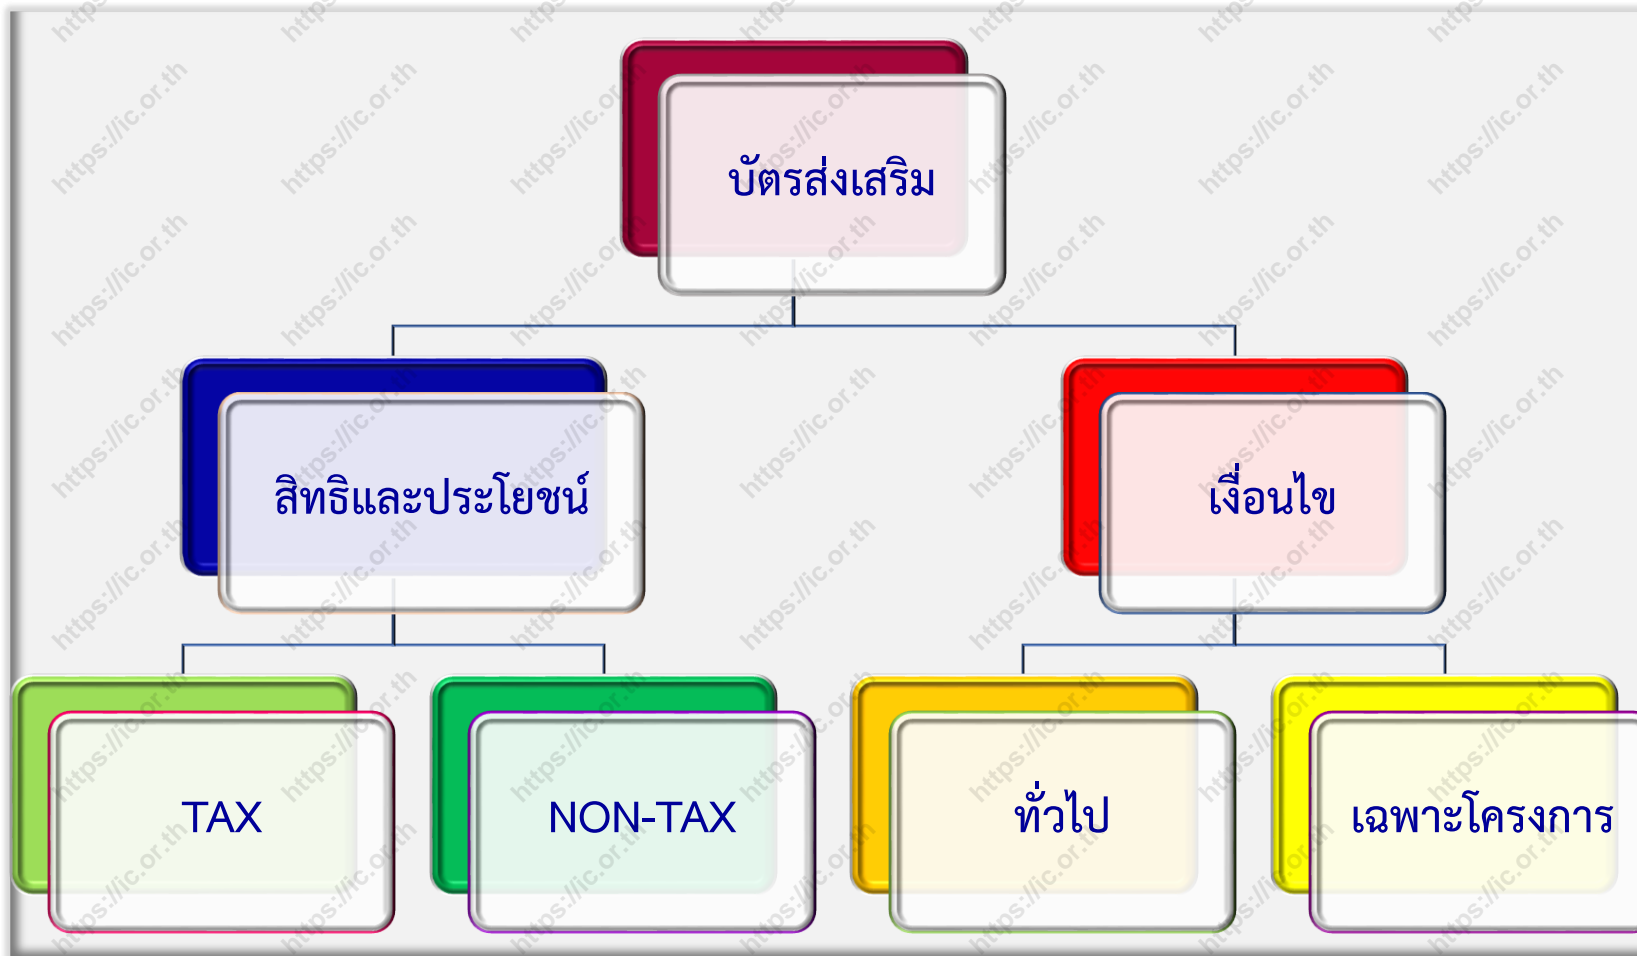 บัตรส่งเสริม
สิทธิและประโยชน์
เงื่อนไข
TAX
NON-TAX
ทั่วไป
เฉพาะโครงการ
https://ic.or.th